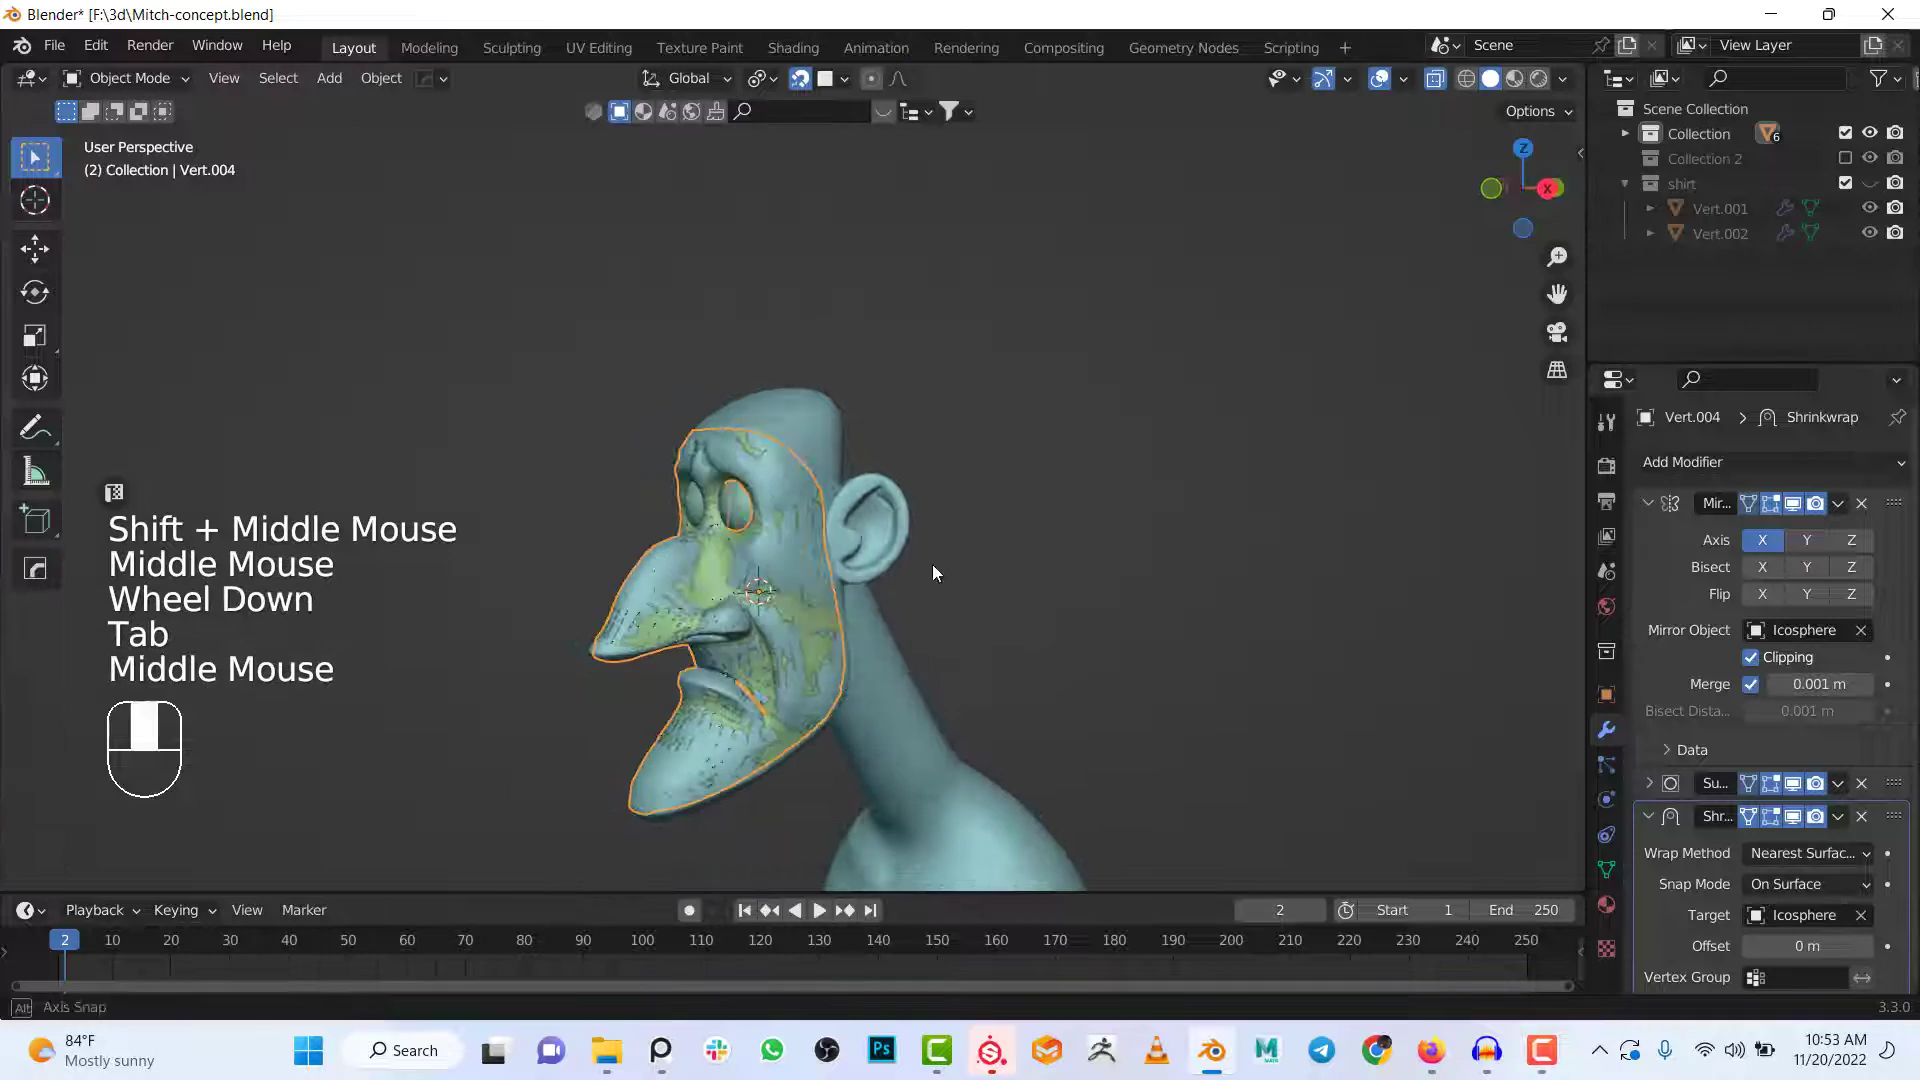 Blender* [F:\3d\Mitch-concept.blend]
File Edit Render Window Help
Layout Modeling Sculpting UV Editing Texture Paint Shading Animation Rendering Compositing Geometry Nodes Scripting +
Scene
View Layer
Object Mode View Select Add Object
Global
Options
User Perspective
(2) Collection | Vert.004
Z
X
Scene Collection
Collection 6
Collection 2
shirt
Vert.001
Vert.002
Shift + Middle Mouse
Middle Mouse
Wheel Down
Tab
Middle Mouse
Vert.004 > Shrinkwrap
Add Modifier
Mir...
Axis X Y Z
Bisect X Y Z
Flip X Y Z
Mirror Object Icosphere
Clipping
Merge 0.001 m
Bisect Dista... 0.001 m
Data
Su...
Shr...
Wrap Method Nearest Surfac...
Snap Mode On Surface
Target Icosphere
Offset 0 m
Vertex Group
Playback Keying View Marker
2 Start 1 End 250
2 10 20 30 40 50 60 70 80 90 100 110 120 130 140 150 160 170 180 190 200 210 220 230 240 250
Alt Axis Snap
3.3.0
84°F
Mostly sunny
Search
Ps
10:53 AM
11/20/2022